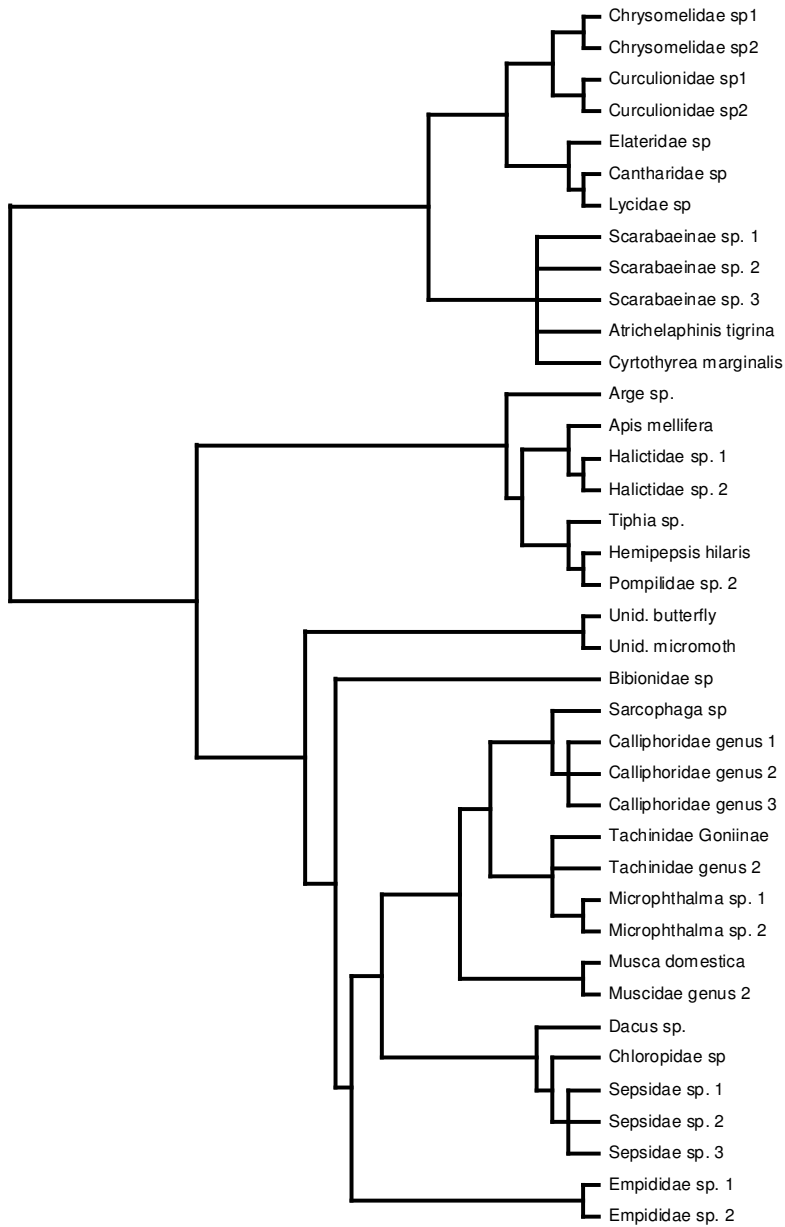 Chrysomelidae sp1
Chrysomelidae sp2
Curculionidae sp1
Curculionidae sp2
Elateridae sp
Cantharidae sp
Lycidae sp
Scarabaeinae sp. 1
Scarabaeinae sp. 2
Scarabaeinae sp. 3
Atrichelaphinis tigrina
Cyrtothyrea marginalis
Arge sp.
Apis mellifera
Halictidae sp. 1
Halictidae sp. 2
Tiphia sp.
Hemipepsis hilaris
Pompilidae sp. 2
Unid. butterfly
Unid. micromoth
Bibionidae sp
Sarcophaga sp
Calliphoridae genus 1
Calliphoridae genus 2
Calliphoridae genus 3
Tachinidae Goniinae
Tachinidae genus 2
Microphthalma sp. 1
Microphthalma sp. 2
Musca domestica
Muscidae genus 2
Dacus sp.
Chloropidae sp
Sepsidae sp. 1
Sepsidae sp. 2
Sepsidae sp. 3
Empididae sp. 1
Empididae sp. 2